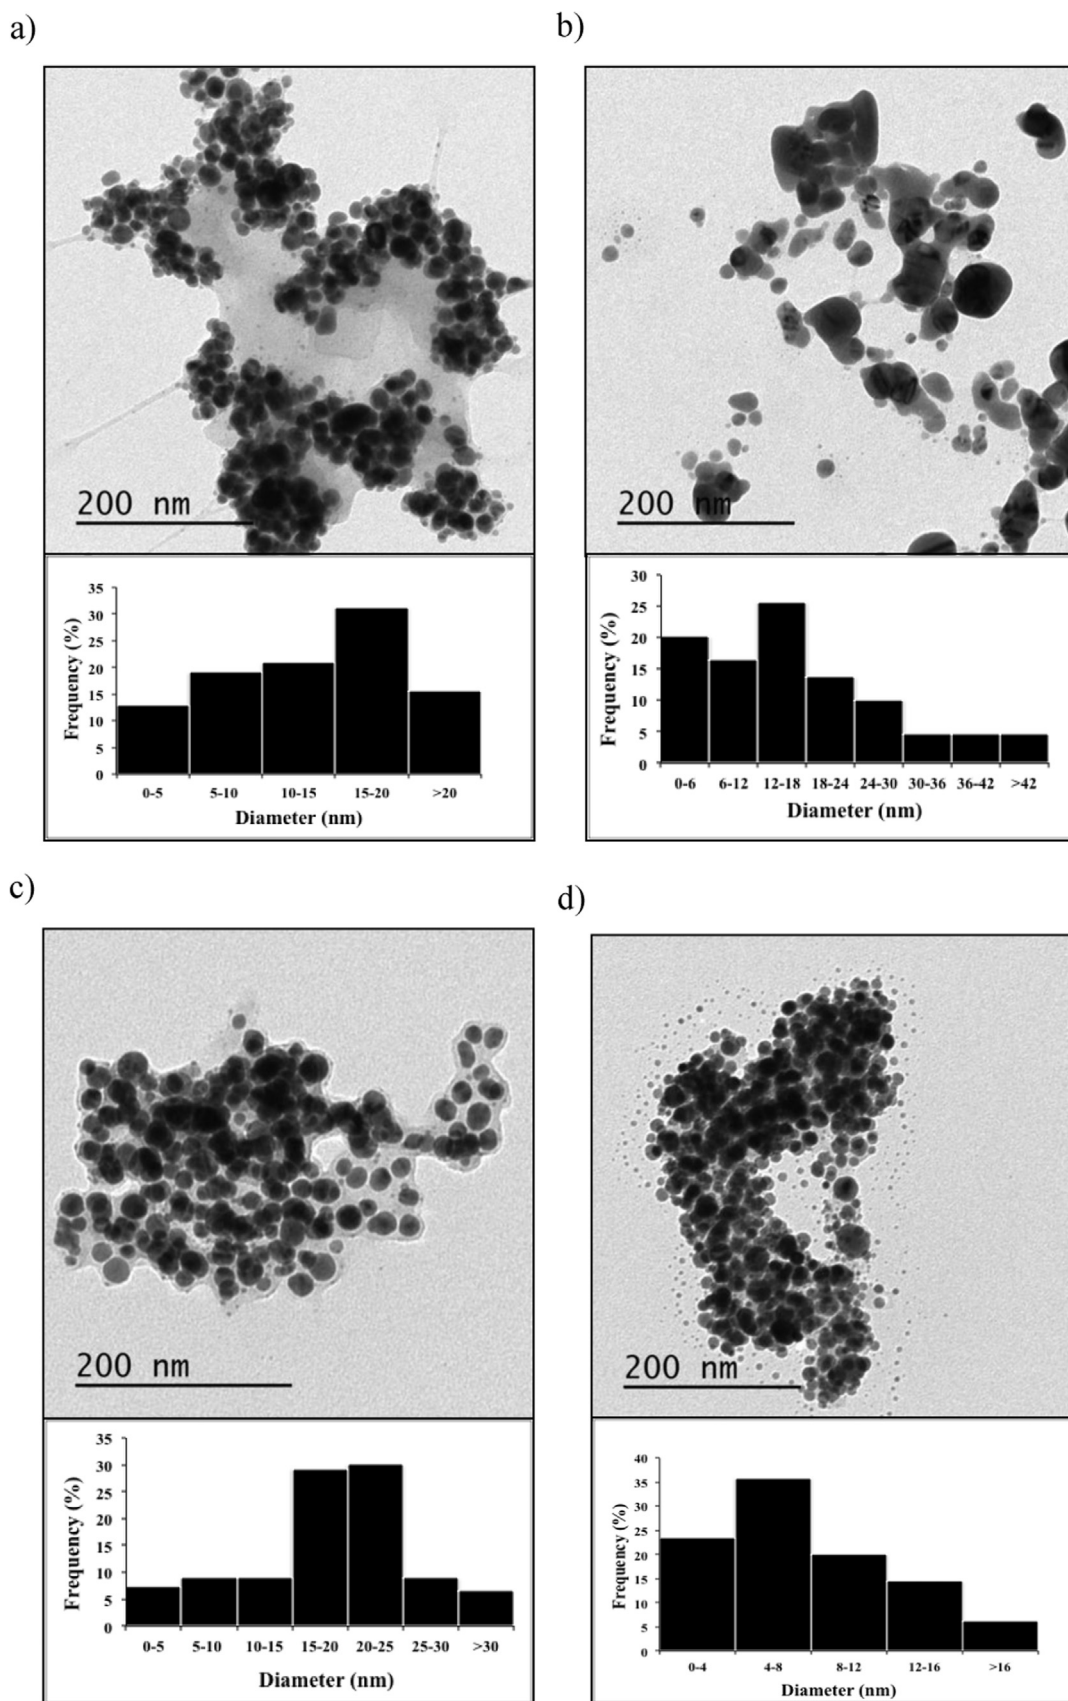 a)
200 nm
35
30
25
20
15
10
5
0
Frequency (%)
0-5 5-10 10-15 15-20 >20
Diameter (nm)
b)
200 nm
30
25
20
15
10
5
0
Frequency (%)
0-6 6-12 12-18 18-24 24-30 30-36 36-42 >42
Diameter (nm)
c)
200 nm
35
30
25
20
15
10
5
0
Frequency (%)
0-5 5-10 10-15 15-20 20-25 25-30 >30
Diameter (nm)
d)
200 nm
40
35
30
25
20
15
10
5
0
Frequency (%)
0-4 4-8 8-12 12-16 >16
Diameter (nm)